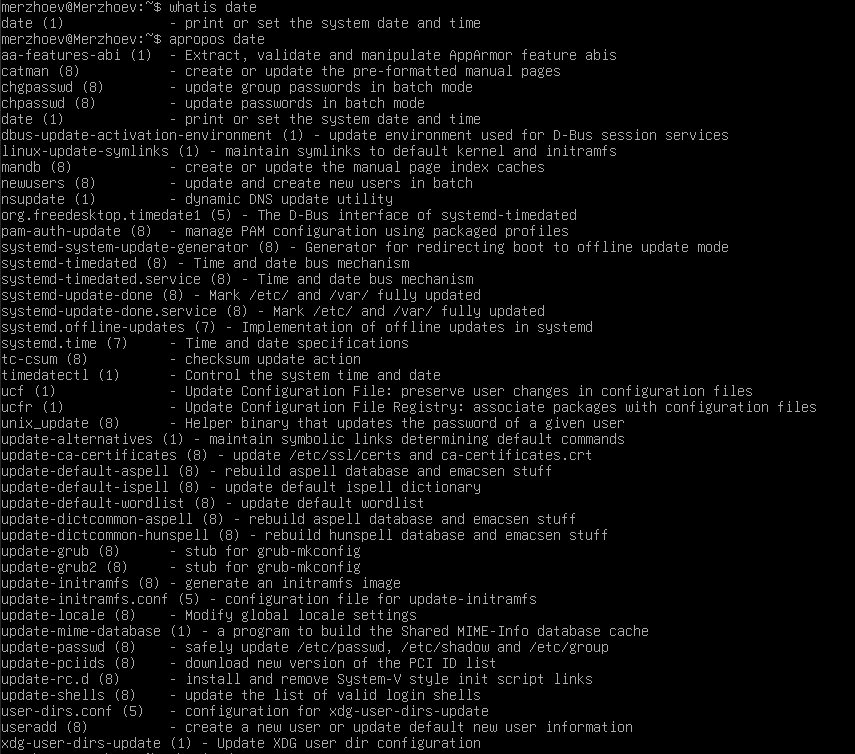 merzhoev@Merzhoev:~$ whatis date
date (1)             - print or set the system date and time
merzhoev@Merzhoev:~$ apropos date
aa-features-abi (1)  - Extract, validate and manipulate AppArmor feature abis
catman (8)           - create or update the pre-formatted manual pages
chgpasswd (8)        - update group passwords in batch mode
chpasswd (8)         - update passwords in batch mode
date (1)             - print or set the system date and time
dbus-update-activation-environment (1) - update environment used for D-Bus session services
linux-update-symlinks (1) - maintain symlinks to default kernel and initramfs
mandb (8)            - create or update the manual page index caches
newusers (8)         - update and create new users in batch
nsupdate (1)         - dynamic DNS update utility
org.freedesktop.timedate1 (5) - The D-Bus interface of systemd-timedated
pam-auth-update (8)  - manage PAM configuration using packaged profiles
systemd-system-update-generator (8) - Generator for redirecting boot to offline update mode
systemd-timedated (8) - Time and date bus mechanism
systemd-timedated.service (8) - Time and date bus mechanism
systemd-update-done (8) - Mark /etc/ and /var/ fully updated
systemd-update-done.service (8) - Mark /etc/ and /var/ fully updated
systemd.offline-updates (7) - Implementation of offline updates in systemd
systemd.time (7)     - Time and date specifications
tc-csum (8)          - checksum update action
timedatectl (1)      - Control the system time and date
ucf (1)              - Update Configuration File: preserve user changes in configuration files
ucfr (1)             - Update Configuration File Registry: associate packages with configuration files
unix_update (8)      - Helper binary that updates the password of a given user
update-alternatives (1) - maintain symbolic links determining default commands
update-ca-certificates (8) - update /etc/ssl/certs and ca-certificates.crt
update-default-aspell (8) - rebuild aspell database and emacsen stuff
update-default-ispell (8) - update default ispell dictionary
update-default-wordlist (8) - update default wordlist
update-dictcommon-aspell (8) - rebuild aspell database and emacsen stuff
update-dictcommon-hunspell (8) - rebuild hunspell database and emacsen stuff
update-grub (8)      - stub for grub-mkconfig
update-grub2 (8)     - stub for grub-mkconfig
update-initramfs (8) - generate an initramfs image
update-initramfs.conf (5) - configuration file for update-initramfs
update-locale (8)    - Modify global locale settings
update-mime-database (1) - a program to build the Shared MIME-Info database cache
update-passwd (8)    - safely update /etc/passwd, /etc/shadow and /etc/group
update-pciids (8)    - download new version of the PCI ID list
update-rc.d (8)      - install and remove System-V style init script links
update-shells (8)    - update the list of valid login shells
user-dirs.conf (5)   - configuration for xdg-user-dirs-update
useradd (8)          - create a new user or update default new user information
xdg-user-dirs-update (1) - Update XDG user dir configuration